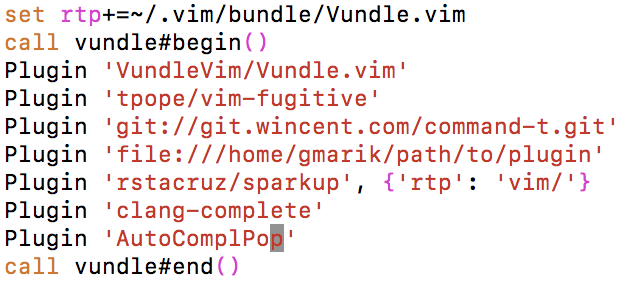 set rtp+=~/.vim/bundle/Vundle.vim
call vundle#begin()
Plugin 'VundleVim/Vundle.vim'
Plugin 'tpope/vim-fugitive'
Plugin 'git://git.wincent.com/command-t.git'
Plugin 'file:///home/gmarik/path/to/plugin'
Plugin 'rstacruz/sparkup', {'rtp': 'vim/'}
Plugin 'clang-complete'
Plugin 'AutoComplPop'
call vundle#end()